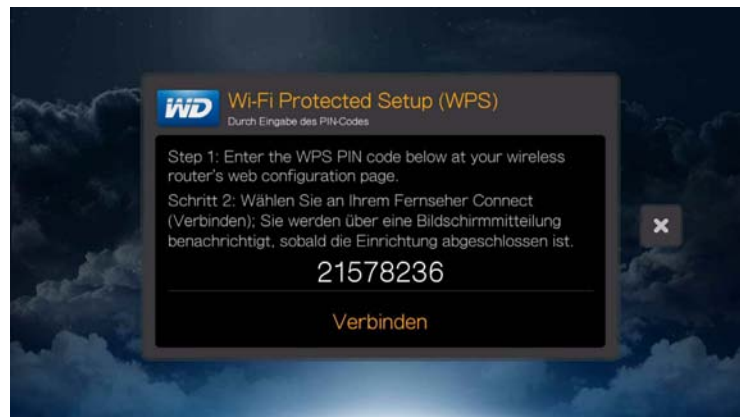 WD
Wi-Fi Protected Setup (WPS)
Durch Eingabe des PIN-Codes
Step 1: Enter the WPS PIN code below at your wireless
router's web configuration page.
Schritt 2: Wählen Sie an Ihrem Fernseher Connect
(Verbinden); Sie werden über eine Bildschirmmitteilung
benachrichtigt, sobald die Einrichtung abgeschlossen ist.
21578236
Verbinden